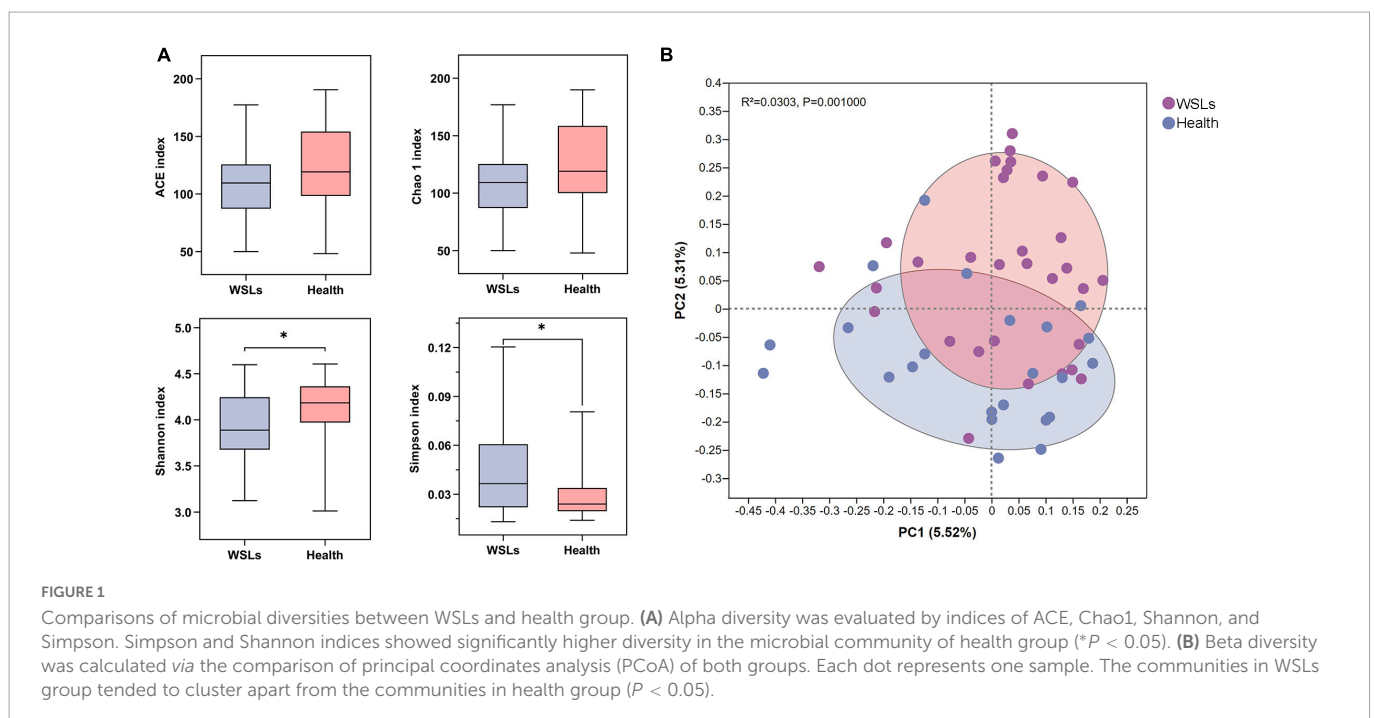 A
ACE index
200
150
100
50
WSLs
Health
Chao 1 index
200
150
100
50
WSLs
Health
Shannon index
5.0
4.5
4.0
3.5
3.0
*
WSLs
Health
Simpson index
0.12
0.09
0.06
0.03
*
WSLs
Health
B
R²=0.0303, P=0.001000
WSLs
Health
PC2 (5.31%)
0.4
0.35
0.3
0.25
0.2
0.15
0.1
0.05
0
-0.05
-0.1
-0.15
-0.2
-0.25
-0.3
-0.45 -0.4 -0.35 -0.3 -0.25 -0.2 -0.15 -0.1 -0.05 0 0.05 0.1 0.15 0.2 0.25
PC1 (5.52%)
FIGURE 1
Comparisons of microbial diversities between WSLs and health group. (A) Alpha diversity was evaluated by indices of ACE, Chao1, Shannon, and
Simpson. Simpson and Shannon indices showed significantly higher diversity in the microbial community of health group (*P < 0.05). (B) Beta diversity
was calculated via the comparison of principal coordinates analysis (PCoA) of both groups. Each dot represents one sample. The communities in WSLs
group tended to cluster apart from the communities in health group (P < 0.05).